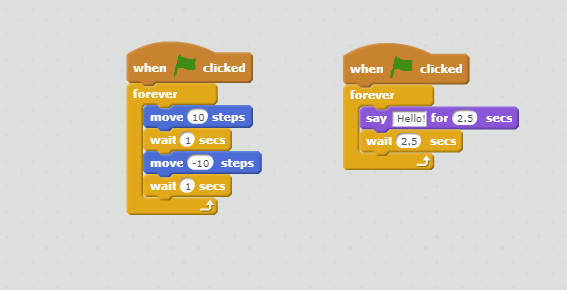 when clicked
forever
move 10 steps
wait 1 secs
move -10 steps
wait 1 secs
when clicked
forever
say Hello! for 2.5 secs
wait 2.5 secs